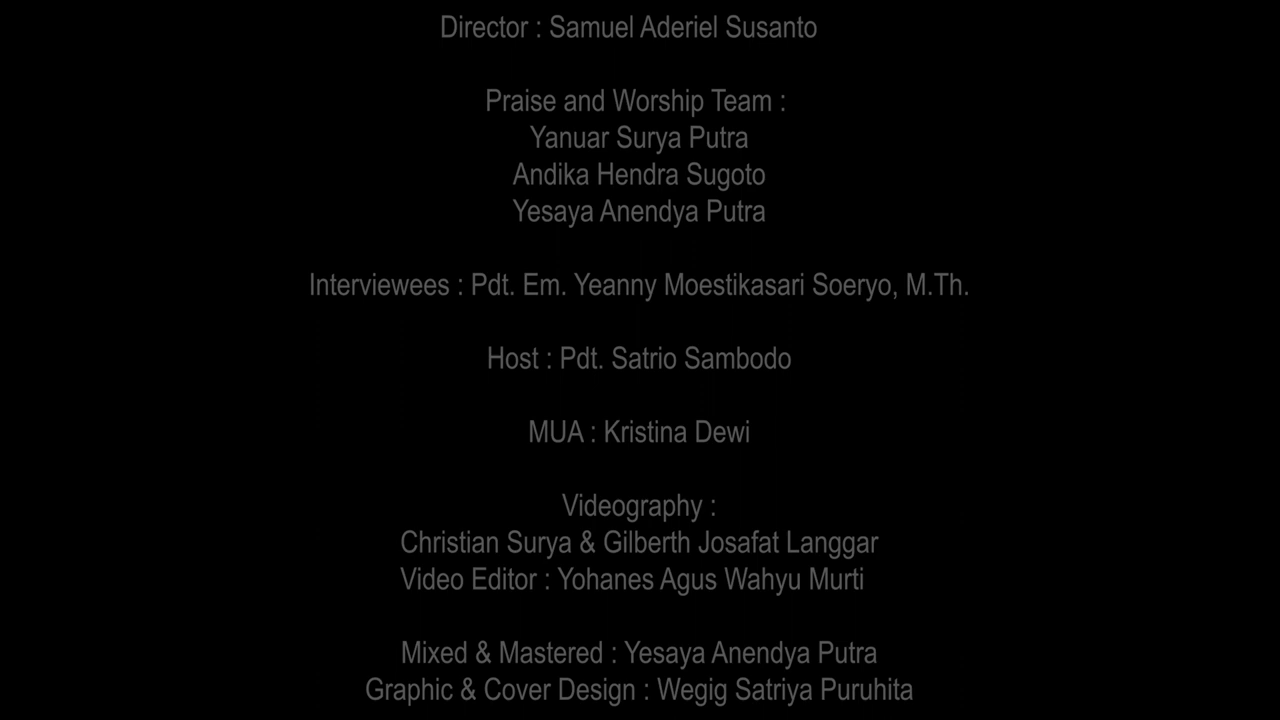 Director : Samuel Aderiel Susanto
Praise and Worship Team :
Yanuar Surya Putra
Andika Hendra Sugoto
Yesaya Anendya Putra
Interviewees : Pdt. Em. Yeanny Moestikasari Soeryo, M.Th.
Host : Pdt. Satrio Sambodo
MUA : Kristina Dewi
Videography :
Christian Surya & Gilberth Josafat Langgar
Video Editor : Yohanes Agus Wahyu Murti
Mixed & Mastered : Yesaya Anendya Putra
Graphic & Cover Design : Wegig Satriya Puruhita